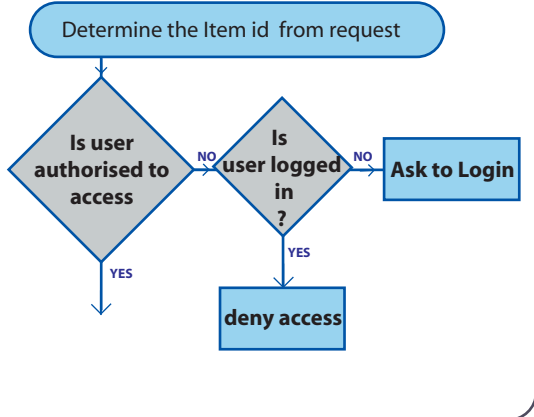 Determine the Item id from request
Is user
authorised to
access
NO
Is
user logged
in
?
NO
Ask to Login
YES
YES
deny access